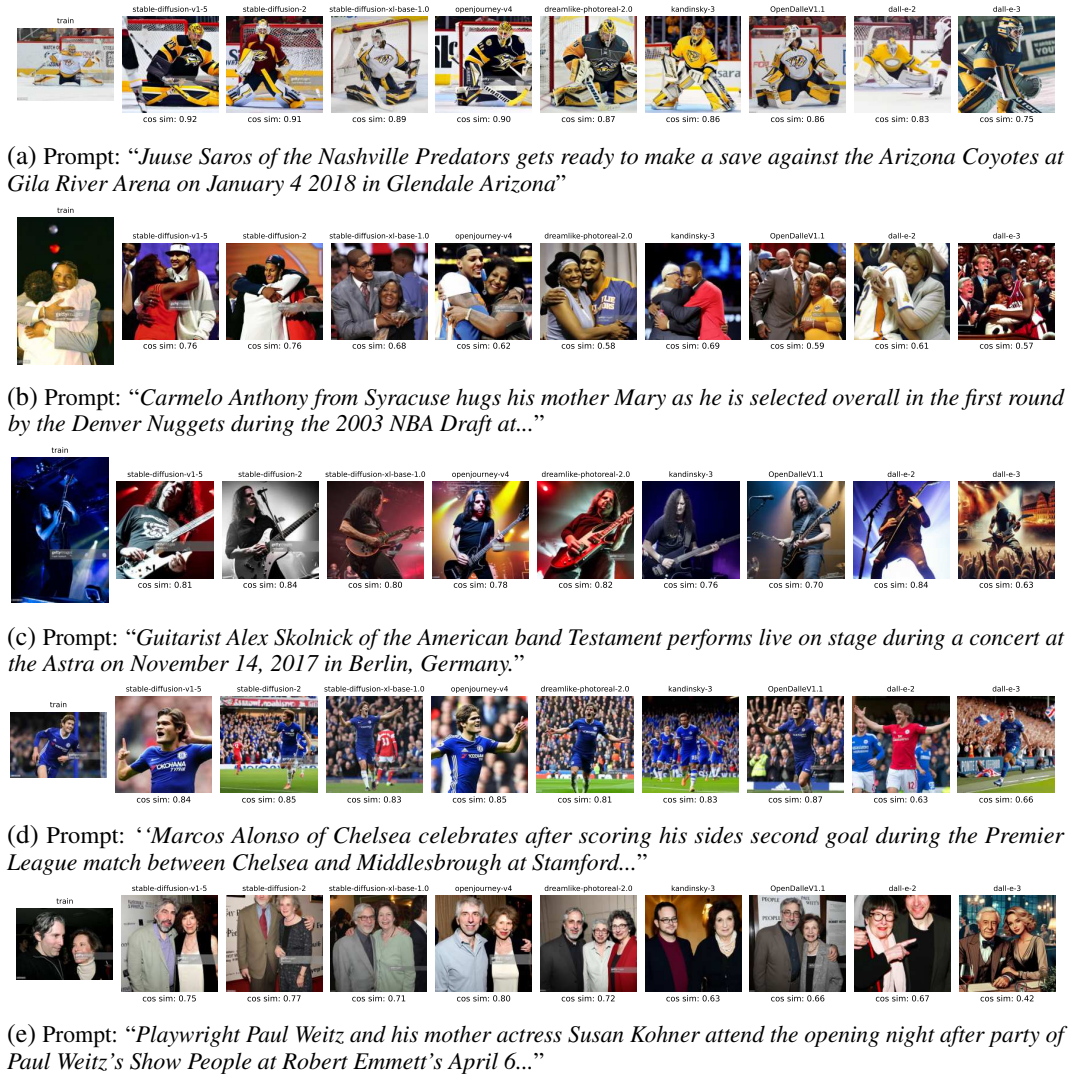 train
stable-diffusion-v1-5 stable-diffusion-2 stable-diffusion-xl-base-1.0 openjourney-v4 dreamlike-photoreal-2.0 kandinsky-3 OpenDalleV1.1 dall-e-2 dall-e-3
cos sim: 0.92 cos sim: 0.91 cos sim: 0.89 cos sim: 0.90 cos sim: 0.87 cos sim: 0.86 cos sim: 0.86 cos sim: 0.83 cos sim: 0.75
(a) Prompt: “Juuse Saros of the Nashville Predators gets ready to make a save against the Arizona Coyotes at
Gila River Arena on January 4 2018 in Glendale Arizona”
train
stable-diffusion-v1-5 stable-diffusion-2 stable-diffusion-xl-base-1.0 openjourney-v4 dreamlike-photoreal-2.0 kandinsky-3 OpenDalleV1.1 dall-e-2 dall-e-3
cos sim: 0.76 cos sim: 0.76 cos sim: 0.68 cos sim: 0.62 cos sim: 0.58 cos sim: 0.69 cos sim: 0.59 cos sim: 0.61 cos sim: 0.57
(b) Prompt: “Carmelo Anthony from Syracuse hugs his mother Mary as he is selected overall in the first round
by the Denver Nuggets during the 2003 NBA Draft at...”
train
stable-diffusion-v1-5 stable-diffusion-2 stable-diffusion-xl-base-1.0 openjourney-v4 dreamlike-photoreal-2.0 kandinsky-3 OpenDalleV1.1 dall-e-2 dall-e-3
cos sim: 0.81 cos sim: 0.84 cos sim: 0.80 cos sim: 0.78 cos sim: 0.82 cos sim: 0.76 cos sim: 0.70 cos sim: 0.84 cos sim: 0.63
(c) Prompt: “Guitarist Alex Skolnick of the American band Testament performs live on stage during a concert at
the Astra on November 14, 2017 in Berlin, Germany.”
train
stable-diffusion-v1-5 stable-diffusion-2 stable-diffusion-xl-base-1.0 openjourney-v4 dreamlike-photoreal-2.0 kandinsky-3 OpenDalleV1.1 dall-e-2 dall-e-3
cos sim: 0.84 cos sim: 0.85 cos sim: 0.83 cos sim: 0.85 cos sim: 0.81 cos sim: 0.83 cos sim: 0.87 cos sim: 0.63 cos sim: 0.66
(d) Prompt: ‘‘Marcos Alonso of Chelsea celebrates after scoring his sides second goal during the Premier
League match between Chelsea and Middlesbrough at Stamford...”
train
stable-diffusion-v1-5 stable-diffusion-2 stable-diffusion-xl-base-1.0 openjourney-v4 dreamlike-photoreal-2.0 kandinsky-3 OpenDalleV1.1 dall-e-2 dall-e-3
cos sim: 0.75 cos sim: 0.77 cos sim: 0.71 cos sim: 0.80 cos sim: 0.72 cos sim: 0.63 cos sim: 0.66 cos sim: 0.67 cos sim: 0.42
(e) Prompt: “Playwright Paul Weitz and his mother actress Susan Kohner attend the opening night after party of
Paul Weitz’s Show People at Robert Emmett’s April 6...”